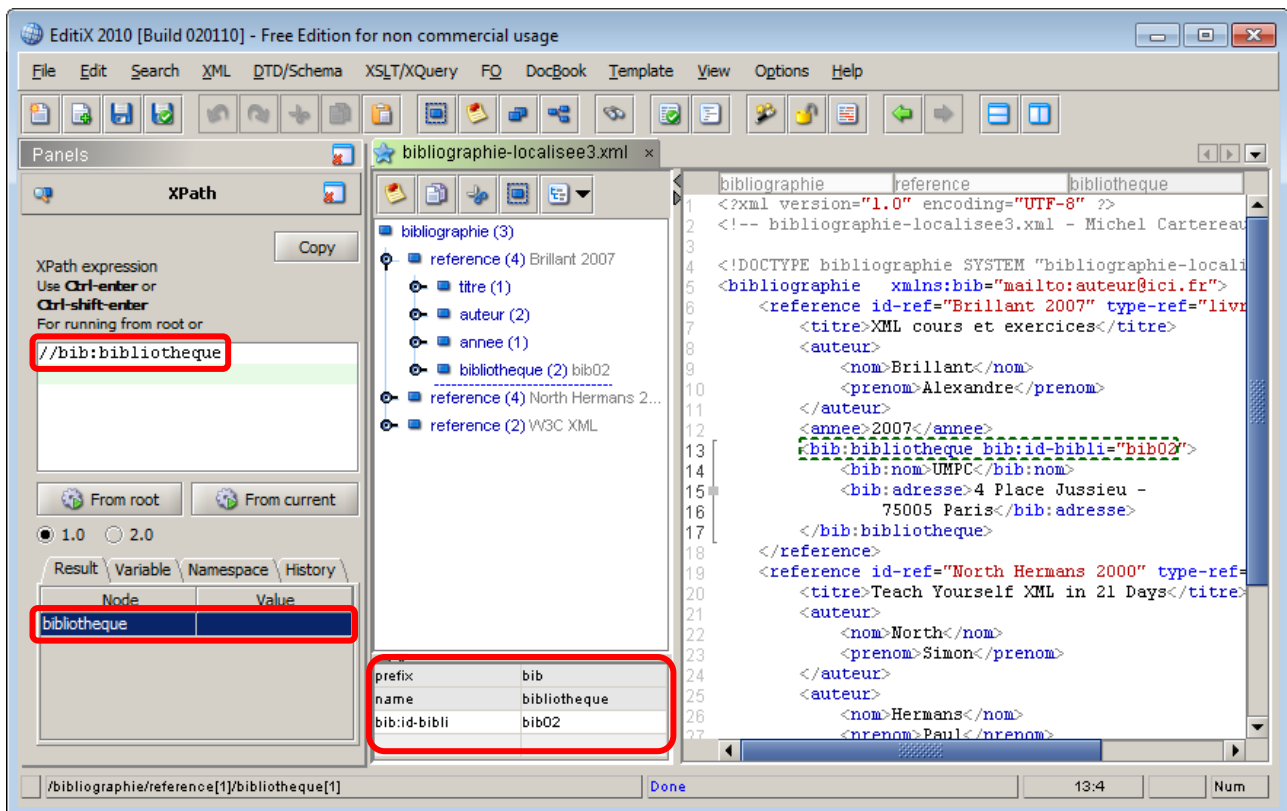 EditiX 2010 [Build 020110] - Free Edition for non commercial usage
File Edit Search XML DTD/Schema XSLT/XQuery FO DocBook Template View Options Help
Panels
XPath
Copy
XPath expression
Use Ctrl-enter or
Ctrl-shift-enter
For running from root or
//bib:bibliotheque
From root From current
1.0 2.0
Result Variable Namespace History
Node Value
bibliotheque
bibliographie-localisee3.xml ×
bibliographie (3)
reference (4) Brillant 2007
titre (1)
auteur (2)
annee (1)
bibliotheque (2) bib02
reference (4) North Hermans 2...
reference (2) W3C XML
prefix bib
name bibliotheque
bib:id-bibli bib02
bibliographie reference bibliotheque
1 <?xml version="1.0" encoding="UTF-8" ?>
2 <!-- bibliographie-localisee3.xml - Michel Cartereau
3
4 <!DOCTYPE bibliographie SYSTEM "bibliographie-locali
5 <bibliographie xmlns:bib="mailto:auteur@ici.fr">
6 <reference id-ref="Brillant 2007" type-ref="livr
7 <titre>XML cours et exercices</titre>
8 <auteur>
9 <nom>Brillant</nom>
10 <prenom>Alexandre</prenom>
11 </auteur>
12 <annee>2007</annee>
13 <bib:bibliotheque bib:id-bibli="bib02">
14 <bib:nom>UMPC</bib:nom>
15 <bib:adresse>4 Place Jussieu -
16 75005 Paris</bib:adresse>
17 </bib:bibliotheque>
18 </reference>
19 <reference id-ref="North Hermans 2000" type-ref=
20 <titre>Teach Yourself XML in 21 Days</titre>
21 <auteur>
22 <nom>North</nom>
23 <prenom>Simon</prenom>
24 </auteur>
25 <auteur>
26 <nom>Hermans</nom>
27 <prenom>Paul</prenom>
/bibliographie/reference[1]/bibliotheque[1] Done 13:4 Num